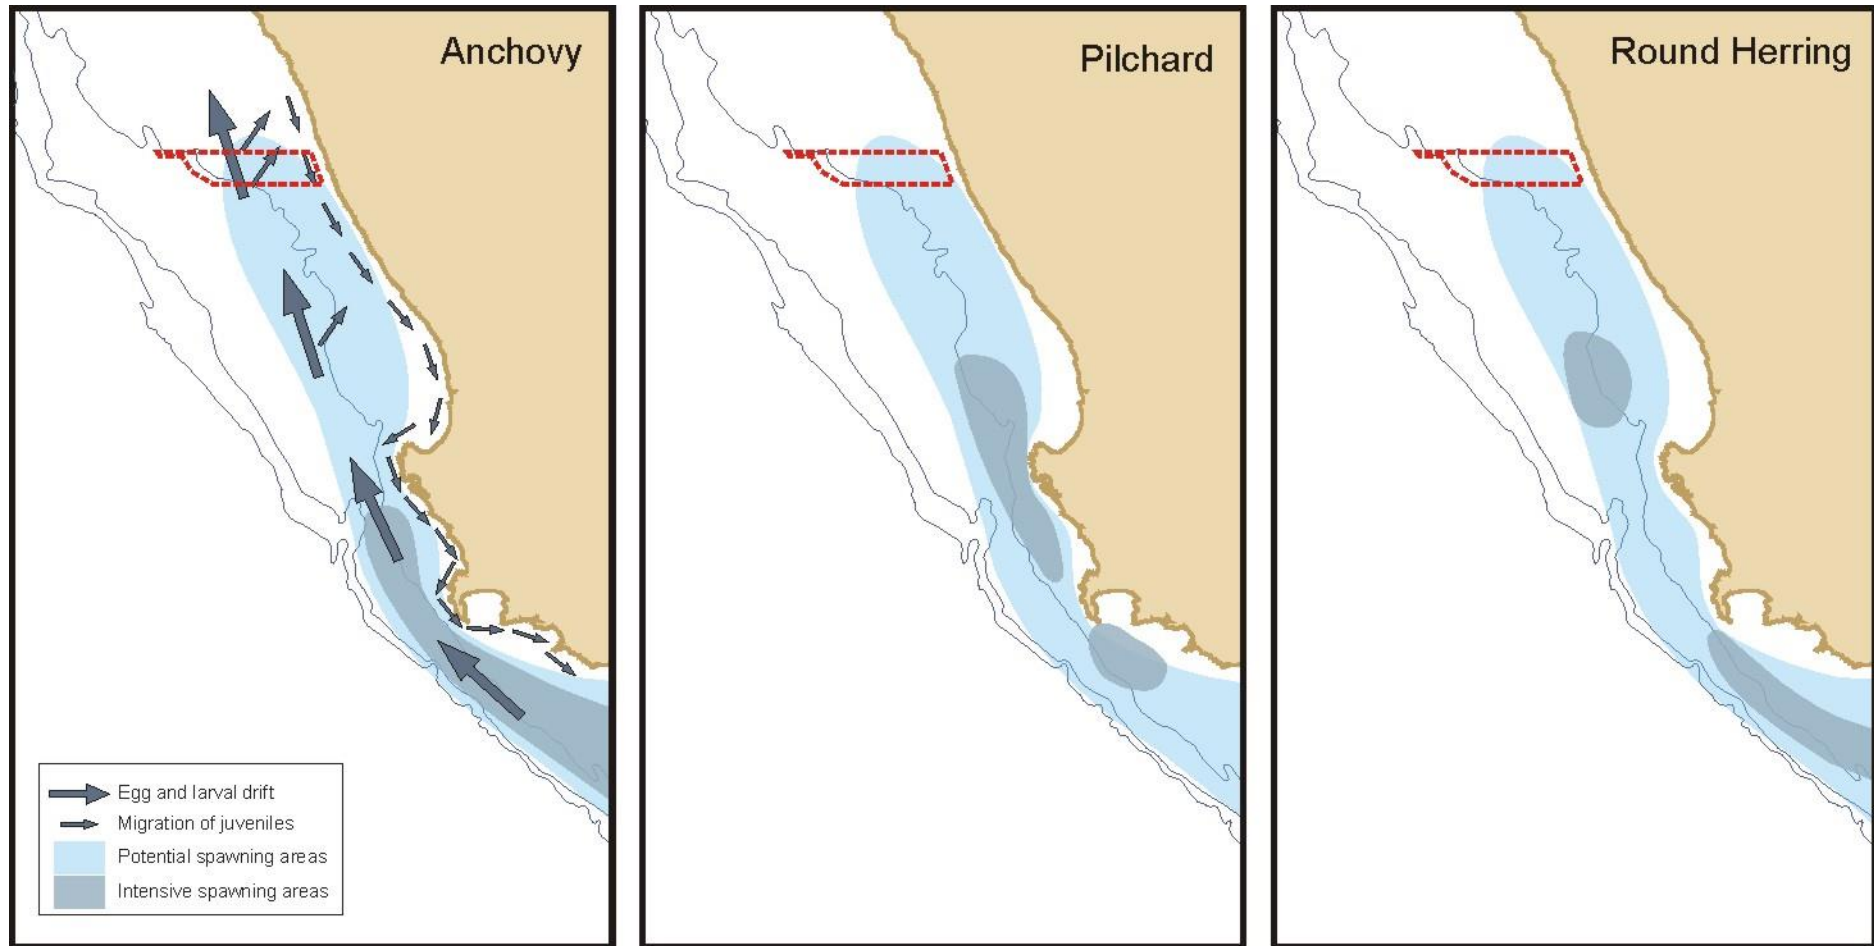 Anchovy
Pilchard
Round Herring
Egg and larval drift
Migration of juveniles
Potential spawning areas
Intensive spawning areas